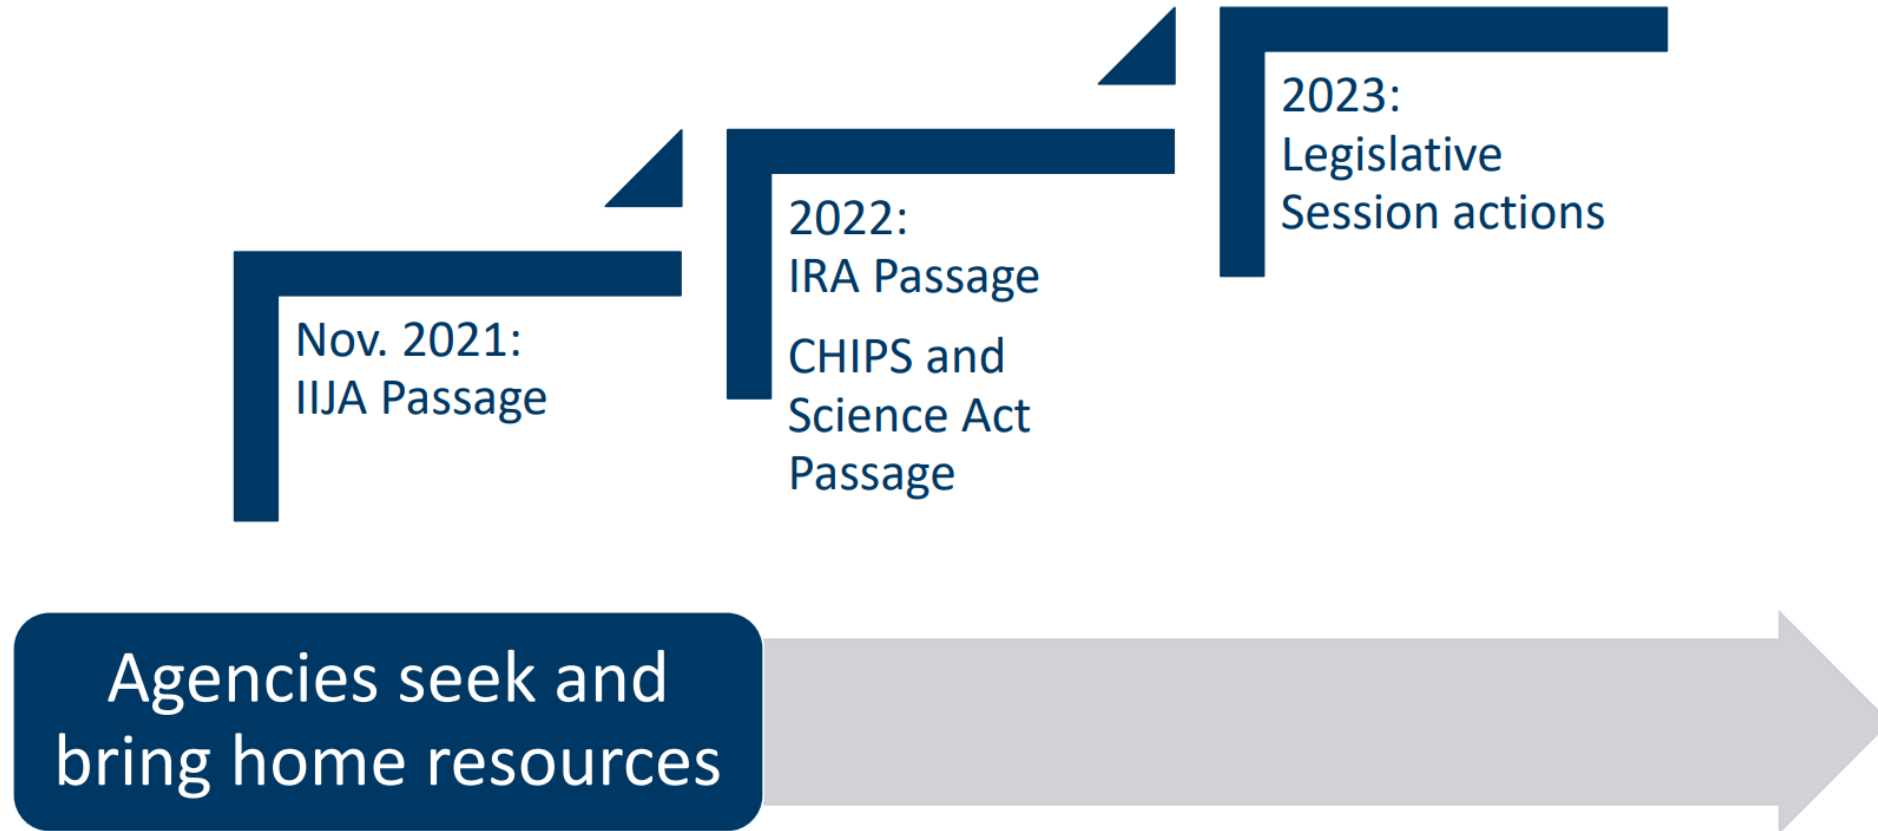 Nov. 2021:
IIJA Passage
2022:
IRA Passage
CHIPS and
Science Act
Passage
2023:
Legislative
Session actions
Agencies seek and
bring home resources